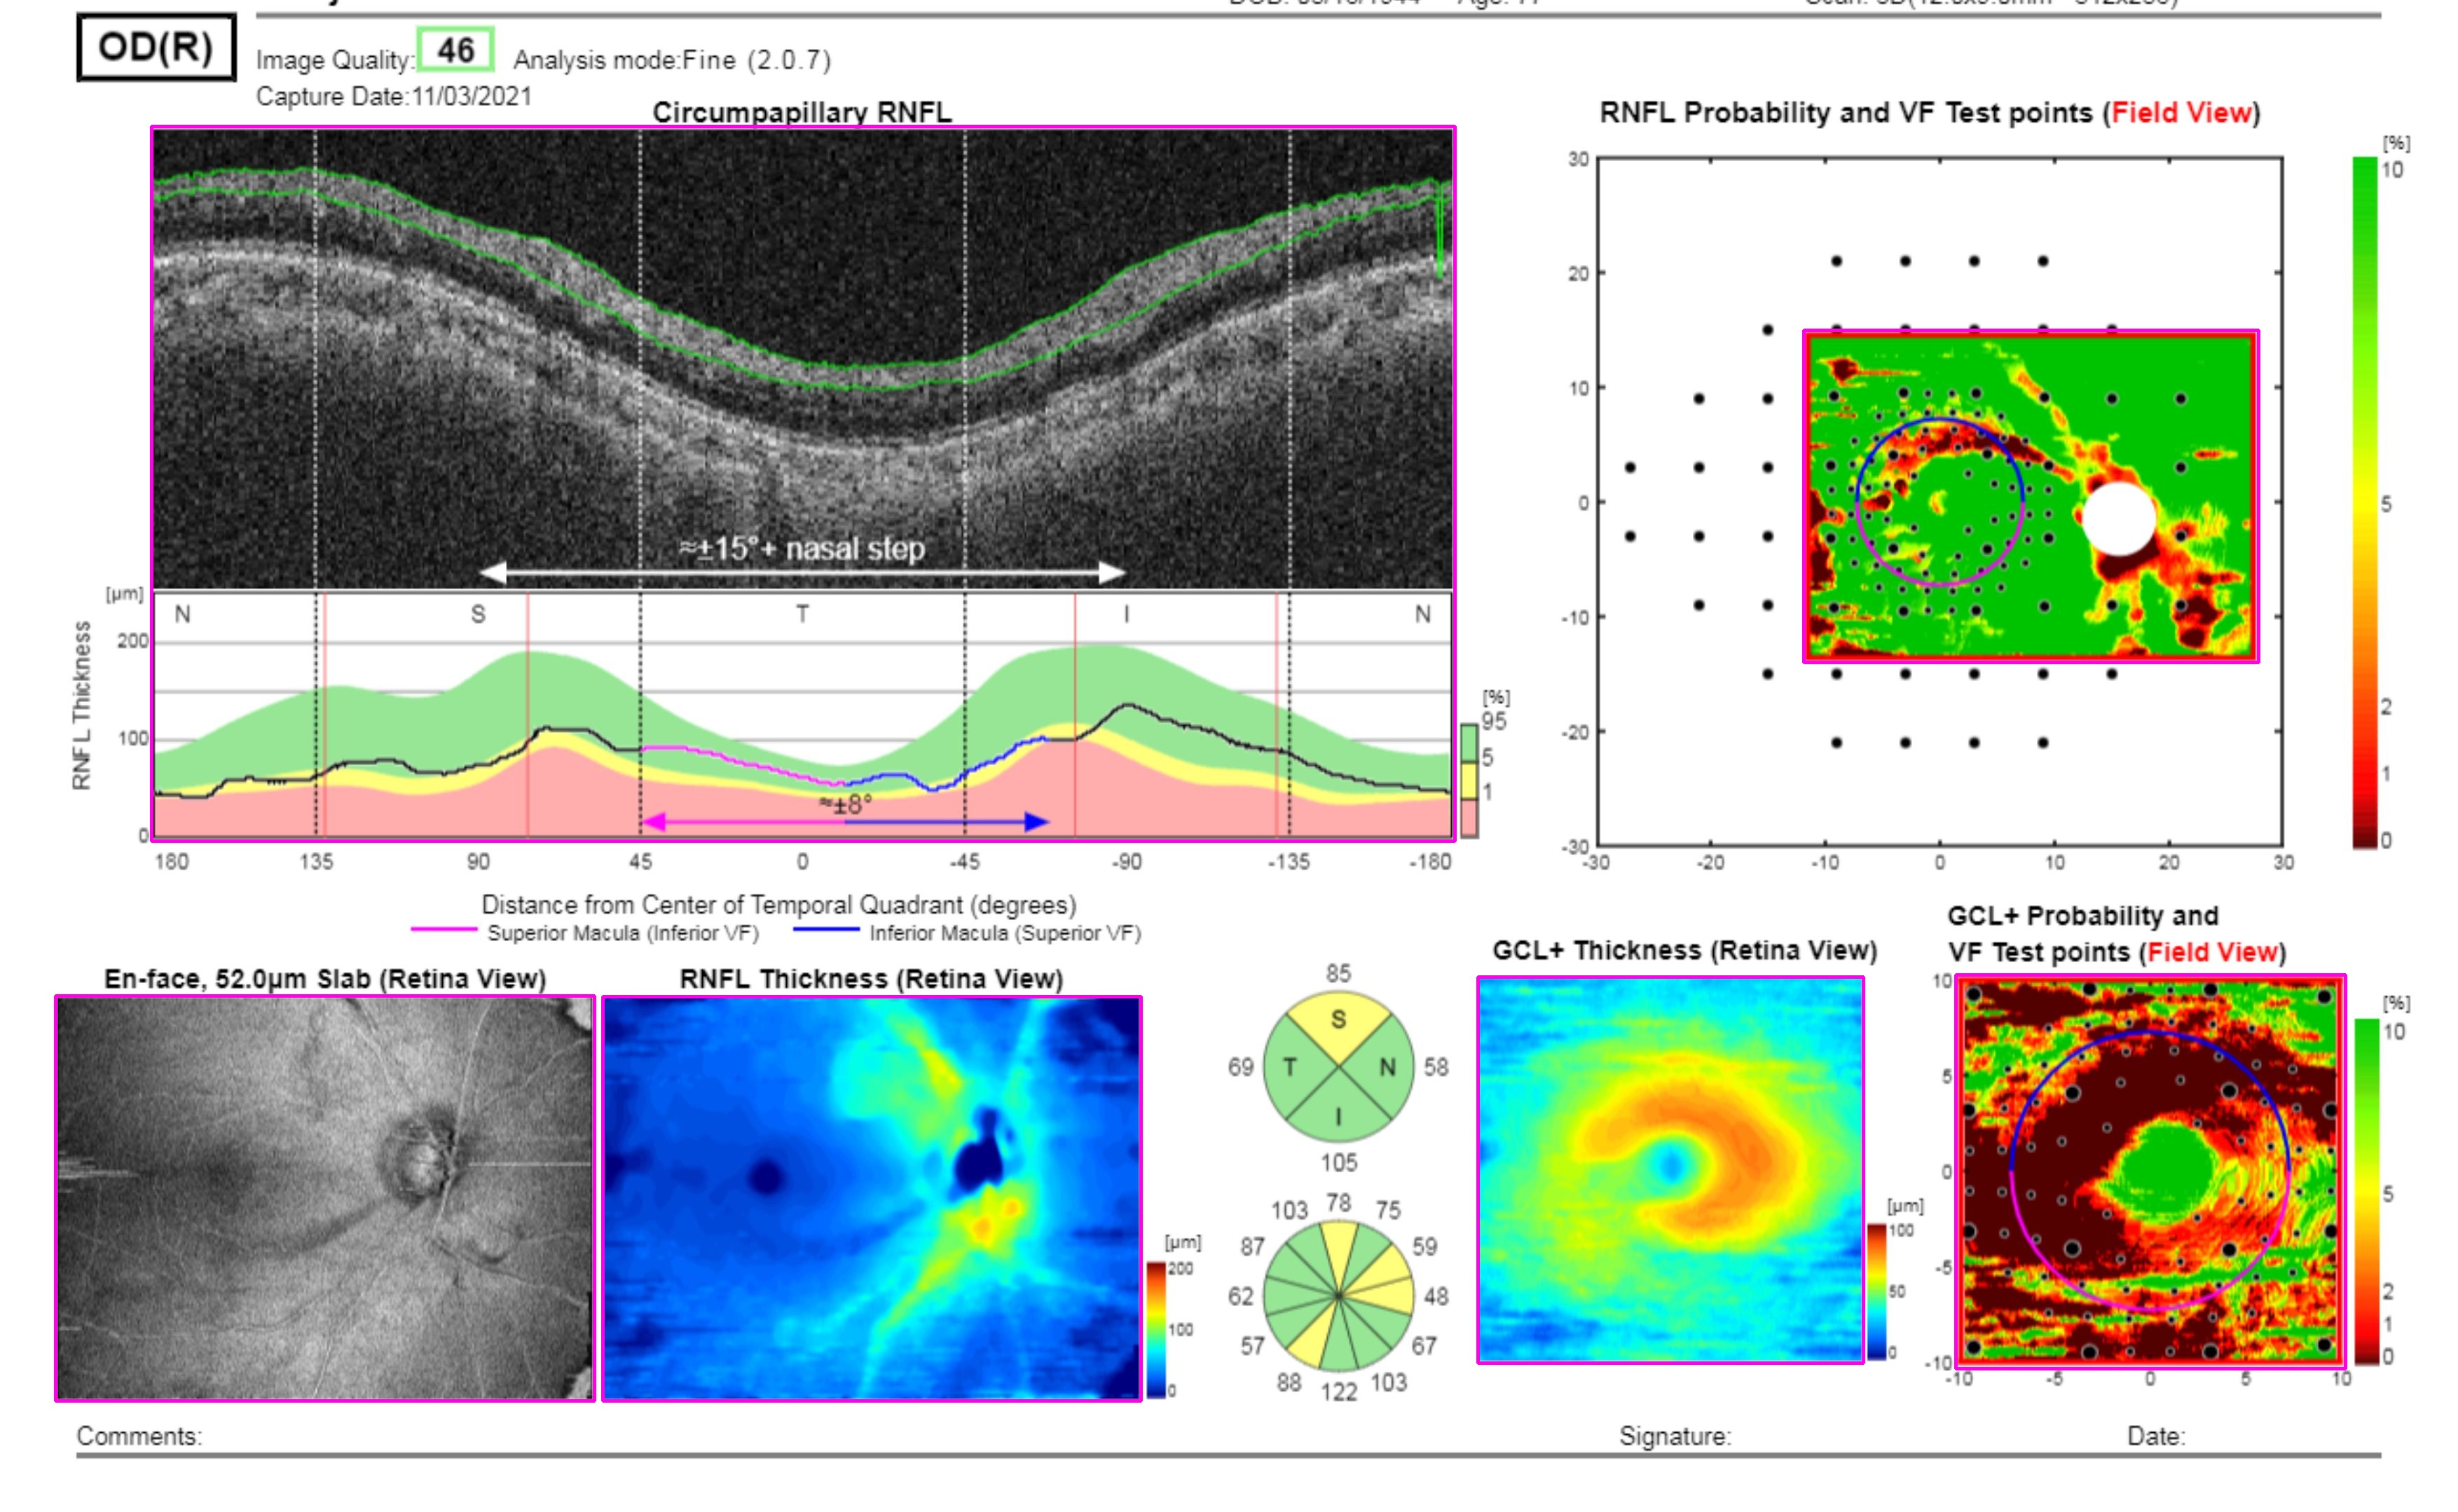 OD(R)
Image Quality: 46 Analysis mode:Fine (2.0.7)
Capture Date:11/03/2021
Circumpapillary RNFL
≈±15°+ nasal step
[µm]
N S T I N
RNFL Thickness
200
100
0
≈±8°
[%]
95
5
1
180 135 90 45 0 -45 -90 -135 -180
Distance from Center of Temporal Quadrant (degrees)
Superior Macula (Inferior VF) Inferior Macula (Superior VF)
RNFL Probability and VF Test points (Field View)
30
20
10
0
-10
-20
-30
-30 -20 -10 0 10 20 30
[%]
10
5
2
1
0
En-face, 52.0µm Slab (Retina View)
RNFL Thickness (Retina View)
[µm]
200
100
0
85
S
69 T N 58
I
105
103 78 75
87 59
62 48
57 67
88 122 103
GCL+ Thickness (Retina View)
[µm]
100
50
0
GCL+ Probability and
VF Test points (Field View)
10
5
0
-5
-10
-10 -5 0 5 10
[%]
10
5
2
1
0
Comments: Signature: Date: